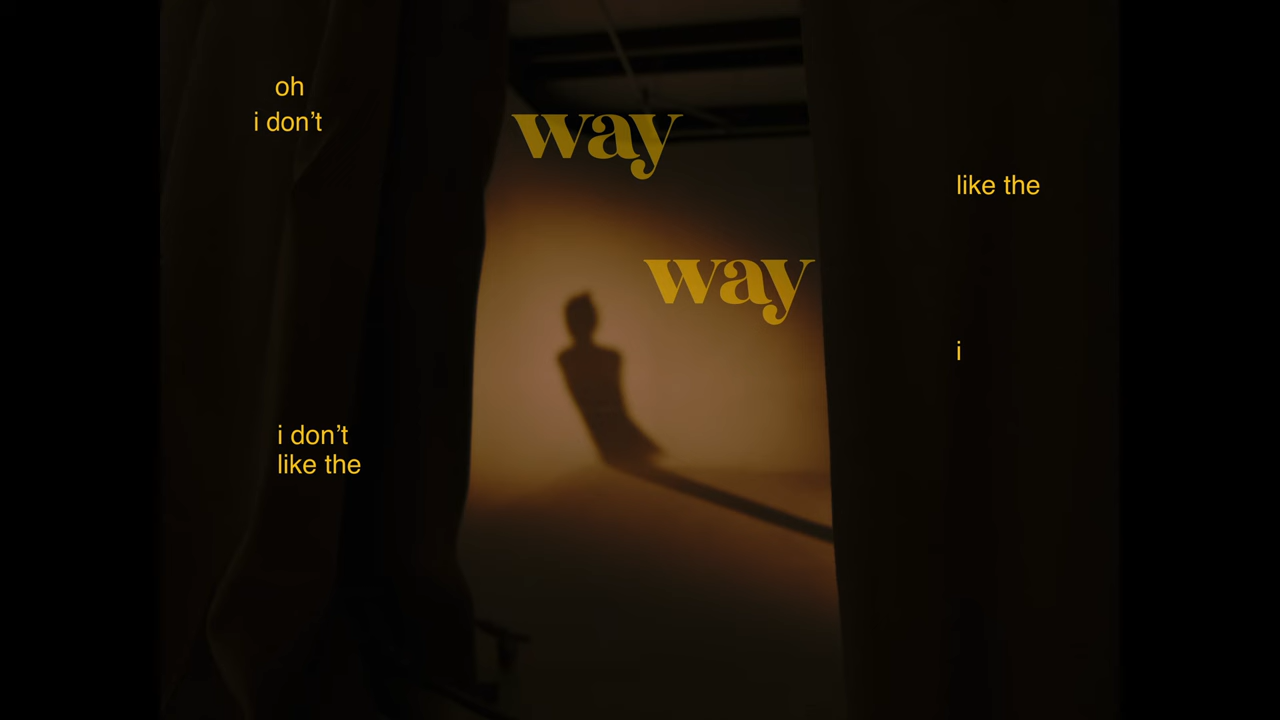 oh
i don’t
way
like the
way
i
i don’t
like the